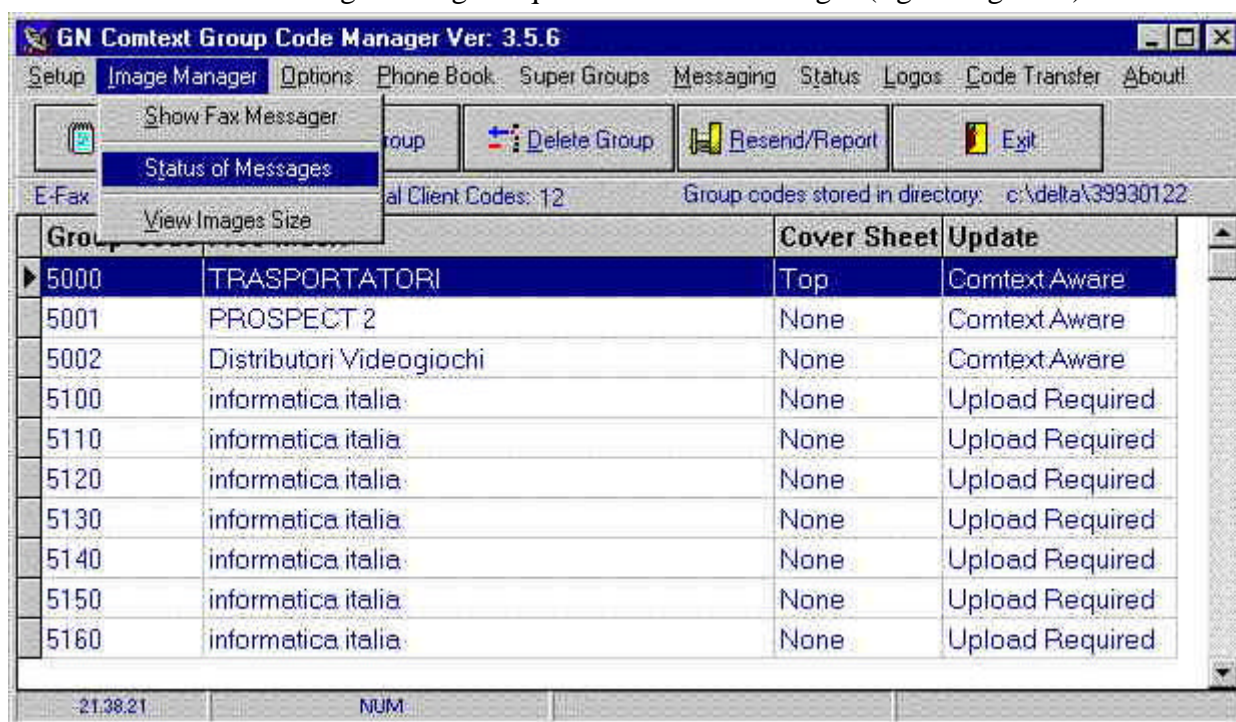 GN Comtext Group Code Manager Ver: 3.5.6
Setup Image Manager Options Phone Book Super Groups Messaging Status Logos Code Transfer About!
Show Fax Messager
Status of Messages
View Images Size
roup Delete Group Resend/Report Exit
E-Fax al Client Codes: 12 Group codes stored in directory: c:\delta\39930122
Cover Sheet Update
5000 TRASPORTATORI Top Comtext Aware
5001 PROSPECT 2 None Comtext Aware
5002 Distributori Videogiochi None Comtext Aware
5100 informatica italia None Upload Required
5110 informatica italia None Upload Required
5120 informatica italia None Upload Required
5130 informatica italia None Upload Required
5140 informatica italia None Upload Required
5150 informatica italia None Upload Required
5160 informatica italia None Upload Required
21.38.21 NUM